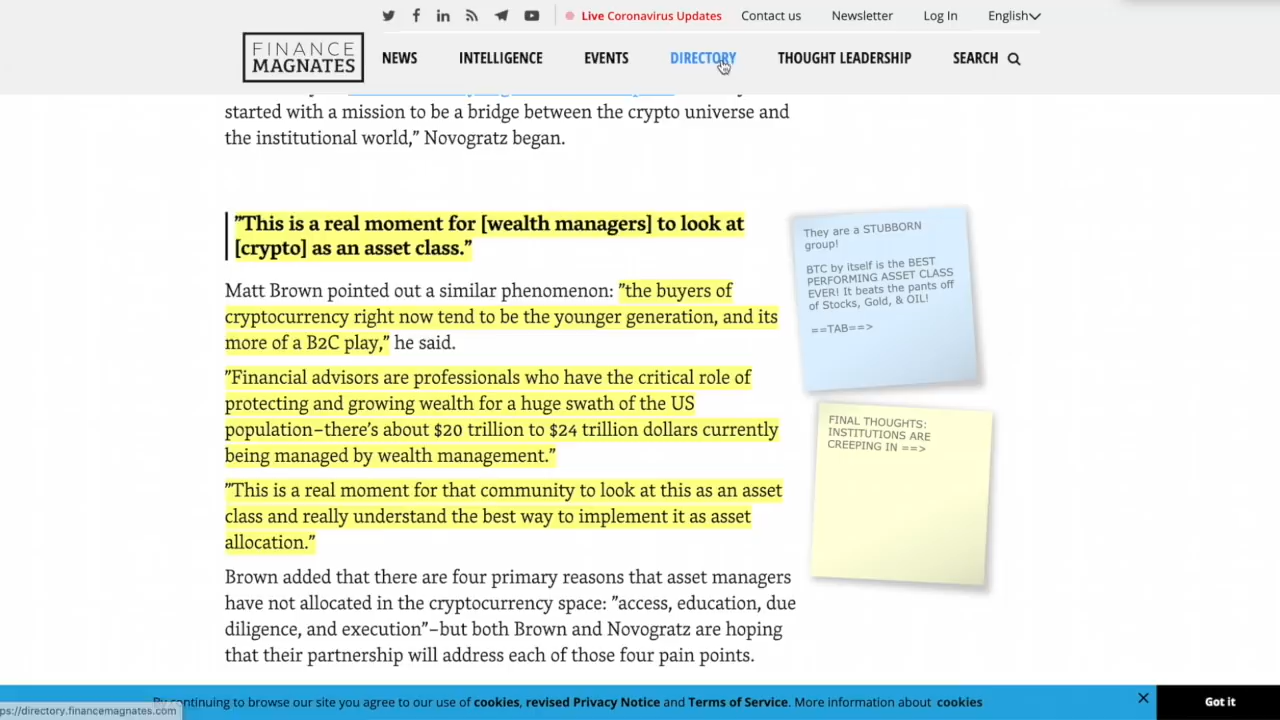 Live Coronavirus Updates
Contact us
Newsletter
Log In
English
FINANCE
MAGNATES
NEWS
INTELLIGENCE
EVENTS
DIRECTORY
THOUGHT LEADERSHIP
SEARCH
started with a mission to be a bridge between the crypto universe and
the institutional world,” Novogratz began.
”This is a real moment for [wealth managers] to look at
[crypto] as an asset class.”
Matt Brown pointed out a similar phenomenon: ”the buyers of
cryptocurrency right now tend to be the younger generation, and its
more of a B2C play,” he said.
”Financial advisors are professionals who have the critical role of
protecting and growing wealth for a huge swath of the US
population–there’s about $20 trillion to $24 trillion dollars currently
being managed by wealth management.”
”This is a real moment for that community to look at this as an asset
class and really understand the best way to implement it as asset
allocation.”
Brown added that there are four primary reasons that asset managers
have not allocated in the cryptocurrency space: ”access, education, due
diligence, and execution”–but both Brown and Novogratz are hoping
that their partnership will address each of those four pain points.
They are a STUBBORN
group!
BTC by itself is the BEST
PERFORMING ASSET CLASS
EVER! It beats the pants off
of Stocks, Gold, & OIL!
==TAB==>
FINAL THOUGHTS:
INSTITUTIONS ARE
CREEPING IN ==>
By continuing to browse our site you agree to our use of cookies, revised Privacy Notice and Terms of Service. More information about cookies
Got it
ps://directory.financemagnates.com